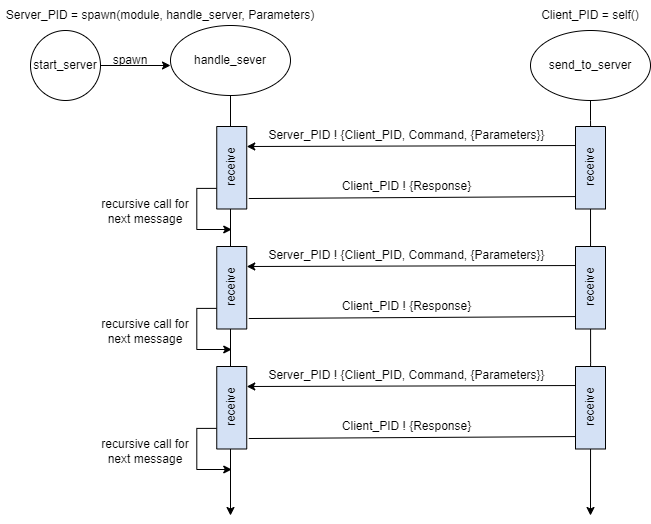 Server_PID = spawn(module, handle_server, Parameters)
Client_PID = self()
start_server
spawn
handle_sever
send_to_server
Server_PID ! {Client_PID, Command, {Parameters}}
receive
receive
Client_PID ! {Response}
recursive call for
next message
Server_PID ! {Client_PID, Command, {Parameters}}
receive
receive
Client_PID ! {Response}
recursive call for
next message
Server_PID ! {Client_PID, Command, {Parameters}}
receive
receive
Client_PID ! {Response}
recursive call for
next message